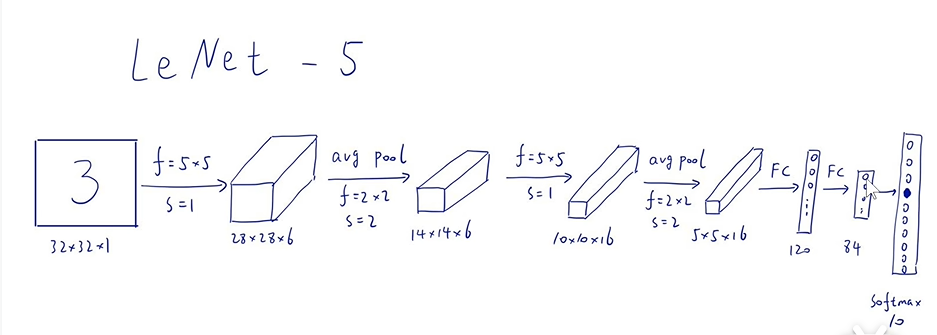 LeNet - 5
3
32×32×1
f=5×5
s=1
28×28×6
avg pool
f=2×2
s=2
14×14×6
f=5×5
s=1
10×10×16
avg pool
f=2×2
s=2
5×5×16
FC
120
FC
84
Softmax
10